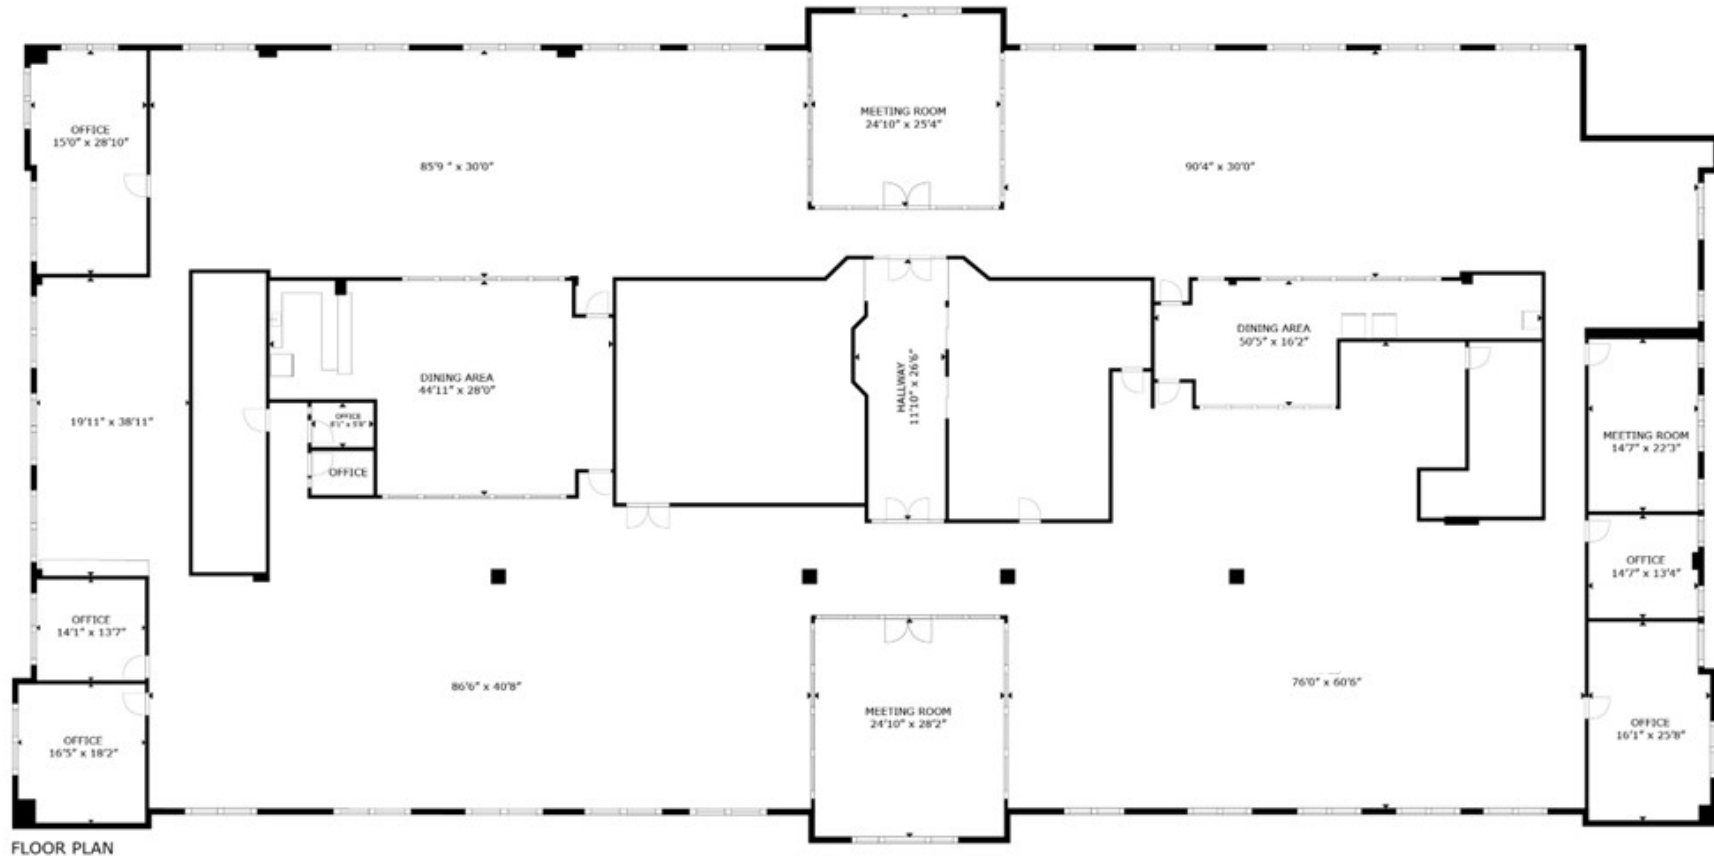 OFFICE
15'0" x 28'10"
85'9 " x 30'0"
MEETING ROOM
24'10" x 25'4"
90'4" x 30'0"
19'11" x 38'11"
DINING AREA
44'11" x 28'0"
OFFICE
OFFICE
HALLWAY
11'10" x 26'6"
DINING AREA
50'5" x 16'2"
MEETING ROOM
14'7" x 22'3"
OFFICE
14'7" x 13'4"
OFFICE
14'1" x 13'7"
OFFICE
16'5" x 18'2"
86'6" x 40'8"
MEETING ROOM
24'10" x 28'2"
76'0" x 60'6"
OFFICE
16'1" x 25'8"
FLOOR PLAN